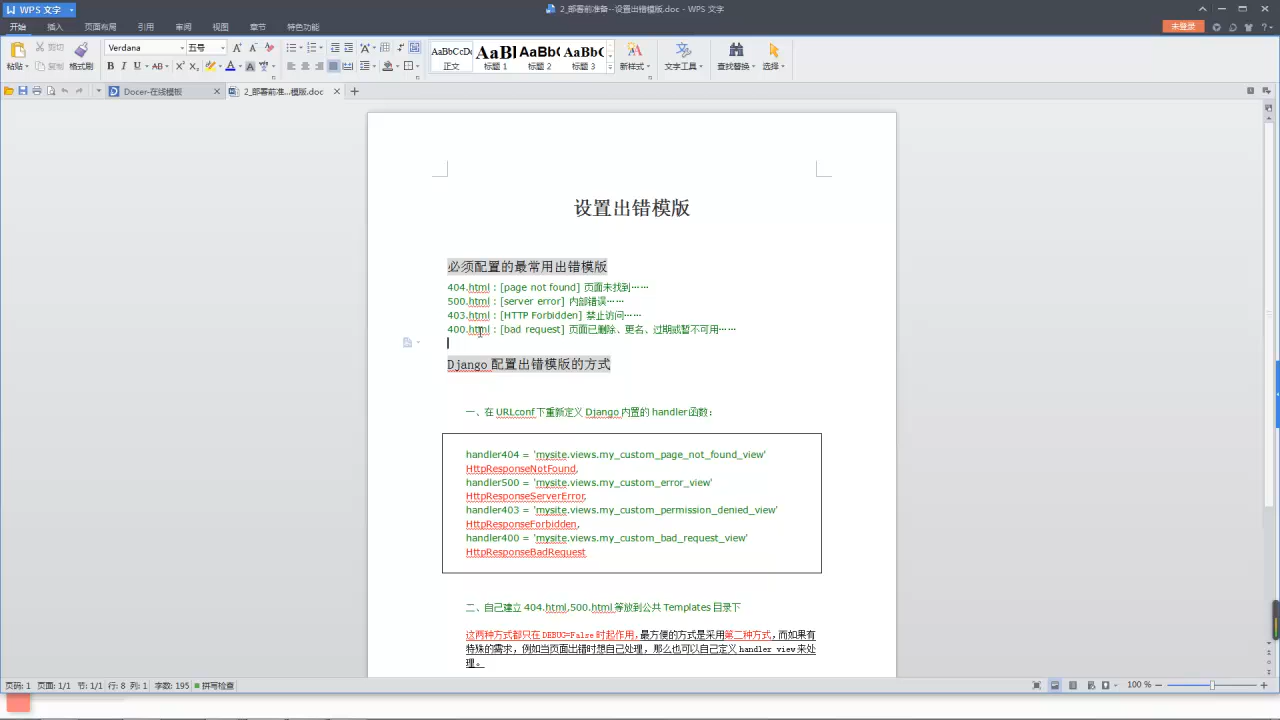 WPS 文字
2_部署前准备--设置出错模版.doc - WPS 文字
开始 插入 页面布局 引用 审阅 视图 章节 特色功能
未登录
粘贴 剪切 复制 格式刷
Verdana 五号
AaBbCcDd 正文
AaBl 标题 1
AaBb( 标题 2
AaBbC 标题 3
新样式 文字工具 查找替换 选择
Docer-在线模板
2_部署前准...模版.doc
设置出错模版
必须配置的最常用出错模版
404.html : [page not found] 页面未找到……
500.html : [server error] 内部错误……
403.html : [HTTP Forbidden] 禁止访问……
400.html : [bad request] 页面已删除、更名、过期或暂不可用……
Django 配置出错模版的方式
一、在 URLconf 下重新定义 Django 内置的 handler 函数：
handler404 = 'mysite.views.my_custom_page_not_found_view'
HttpResponseNotFound,
handler500 = 'mysite.views.my_custom_error_view'
HttpResponseServerError,
handler403 = 'mysite.views.my_custom_permission_denied_view'
HttpResponseForbidden,
handler400 = 'mysite.views.my_custom_bad_request_view'
HttpResponseBadRequest
二、自己建立 404.html,500.html 等放到公共 Templates 目录下
这两种方式都只在 DEBUG=False 时起作用，最方便的方式是采用第二种方式，而如果有
特殊的需求，例如当页面出错时想自己处理，那么也可以自己定义 handler view 来处
理。
页码: 1 页面: 1/1 节: 1/1 行: 8 列: 1 字数: 195 拼写检查
100 %